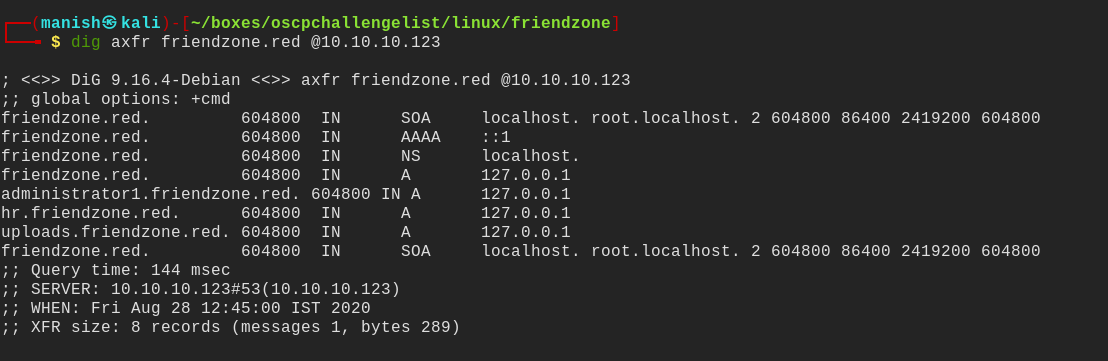 ┌──(manish㉿kali)-[~/boxes/oscpchallengelist/linux/friendzone]
└──╼ $ dig axfr friendzone.red @10.10.10.123

; <<>> DiG 9.16.4-Debian <<>> axfr friendzone.red @10.10.10.123
;; global options: +cmd
friendzone.red.         604800  IN      SOA     localhost. root.localhost. 2 604800 86400 2419200 604800
friendzone.red.         604800  IN      AAAA    ::1
friendzone.red.         604800  IN      NS      localhost.
friendzone.red.         604800  IN      A       127.0.0.1
administrator1.friendzone.red. 604800 IN A      127.0.0.1
hr.friendzone.red.      604800  IN      A       127.0.0.1
uploads.friendzone.red. 604800  IN      A       127.0.0.1
friendzone.red.         604800  IN      SOA     localhost. root.localhost. 2 604800 86400 2419200 604800
;; Query time: 144 msec
;; SERVER: 10.10.10.123#53(10.10.10.123)
;; WHEN: Fri Aug 28 12:45:00 IST 2020
;; XFR size: 8 records (messages 1, bytes 289)